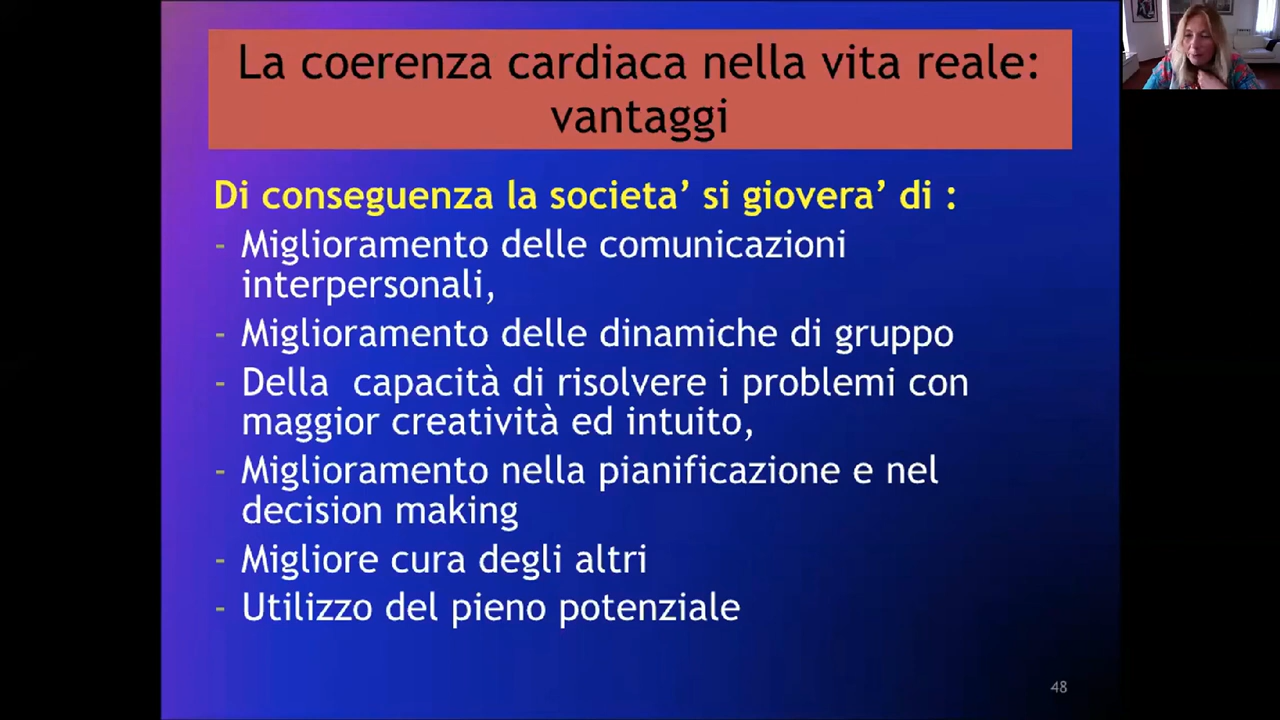 La coerenza cardiaca nella vita reale:
vantaggi
Di conseguenza la societa’ si giovera’ di :
- Miglioramento delle comunicazioni
interpersonali,
- Miglioramento delle dinamiche di gruppo
- Della  capacità di risolvere i problemi con
maggior creatività ed intuito,
- Miglioramento nella pianificazione e nel
decision making
- Migliore cura degli altri
- Utilizzo del pieno potenziale
48